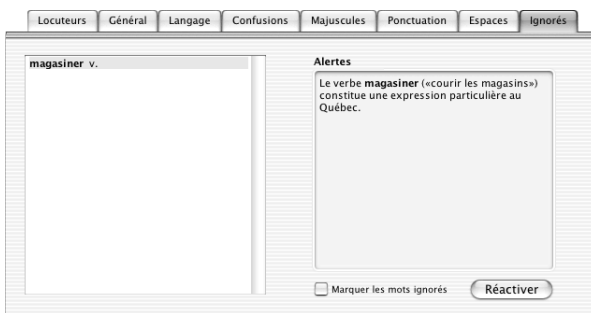 Locuteurs Général Langage Confusions Majuscules Ponctuation Espaces Ignorés
magasiner v.
Alertes
Le verbe magasiner («courir les magasins»)
constitue une expression particulière au
Québec.
Marquer les mots ignorés Réactiver